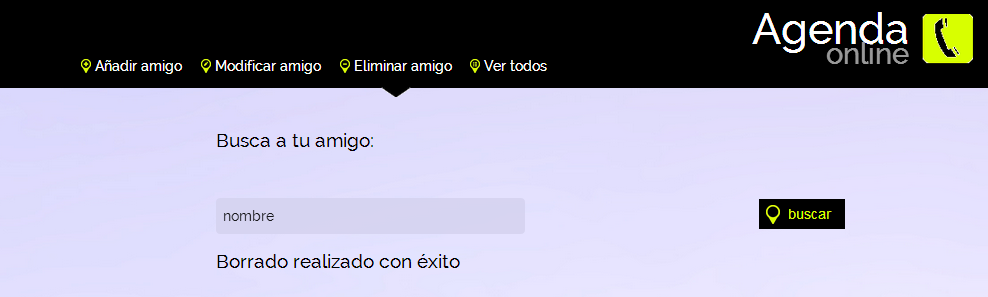 Agenda
online
Añadir amigo Modificar amigo Eliminar amigo Ver todos
Busca a tu amigo:
nombre
buscar
Borrado realizado con éxito